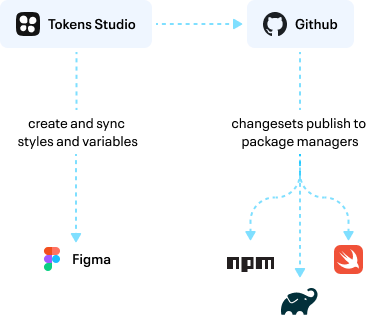 Tokens Studio
Github
create and sync
styles and variables
changesets publish to
package managers
Figma
npm